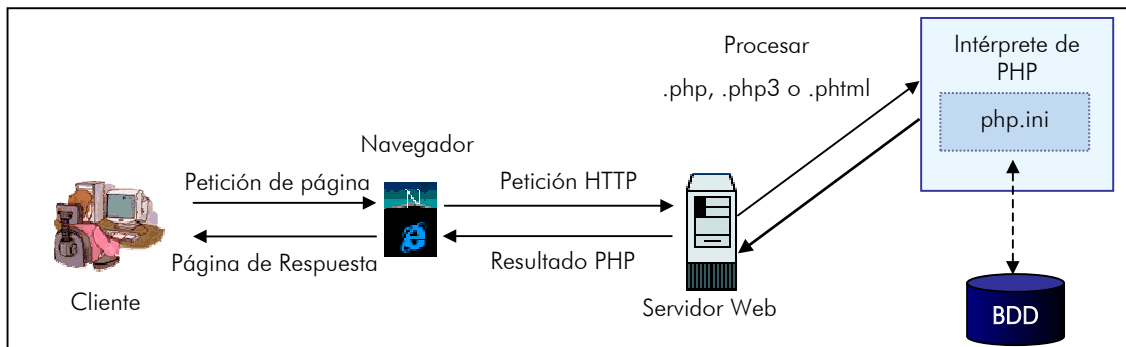 Procesar
.php, .php3 o .phtml
Intérprete de
PHP
php.ini
Navegador
Petición de página
Petición HTTP
N
Página de Respuesta
Resultado PHP
Cliente
Servidor Web
BDD